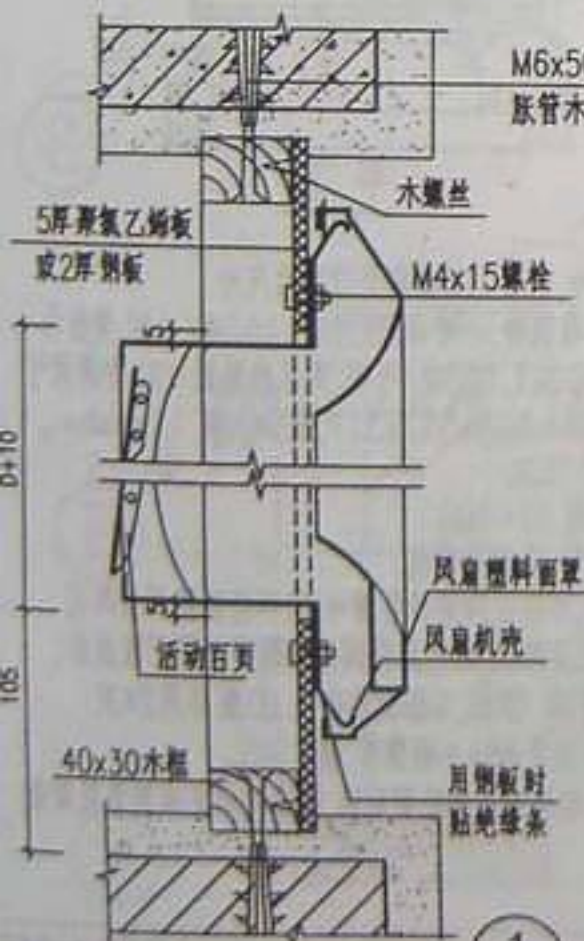 M6x50
胀管木
木螺丝
5厚聚氯乙烯板
或2厚钢板
M4x15螺栓
5
D+10
风扇塑料面罩
5
活动百页
风扇机壳
105
40x30木框
用钢板时
贴绝缘条